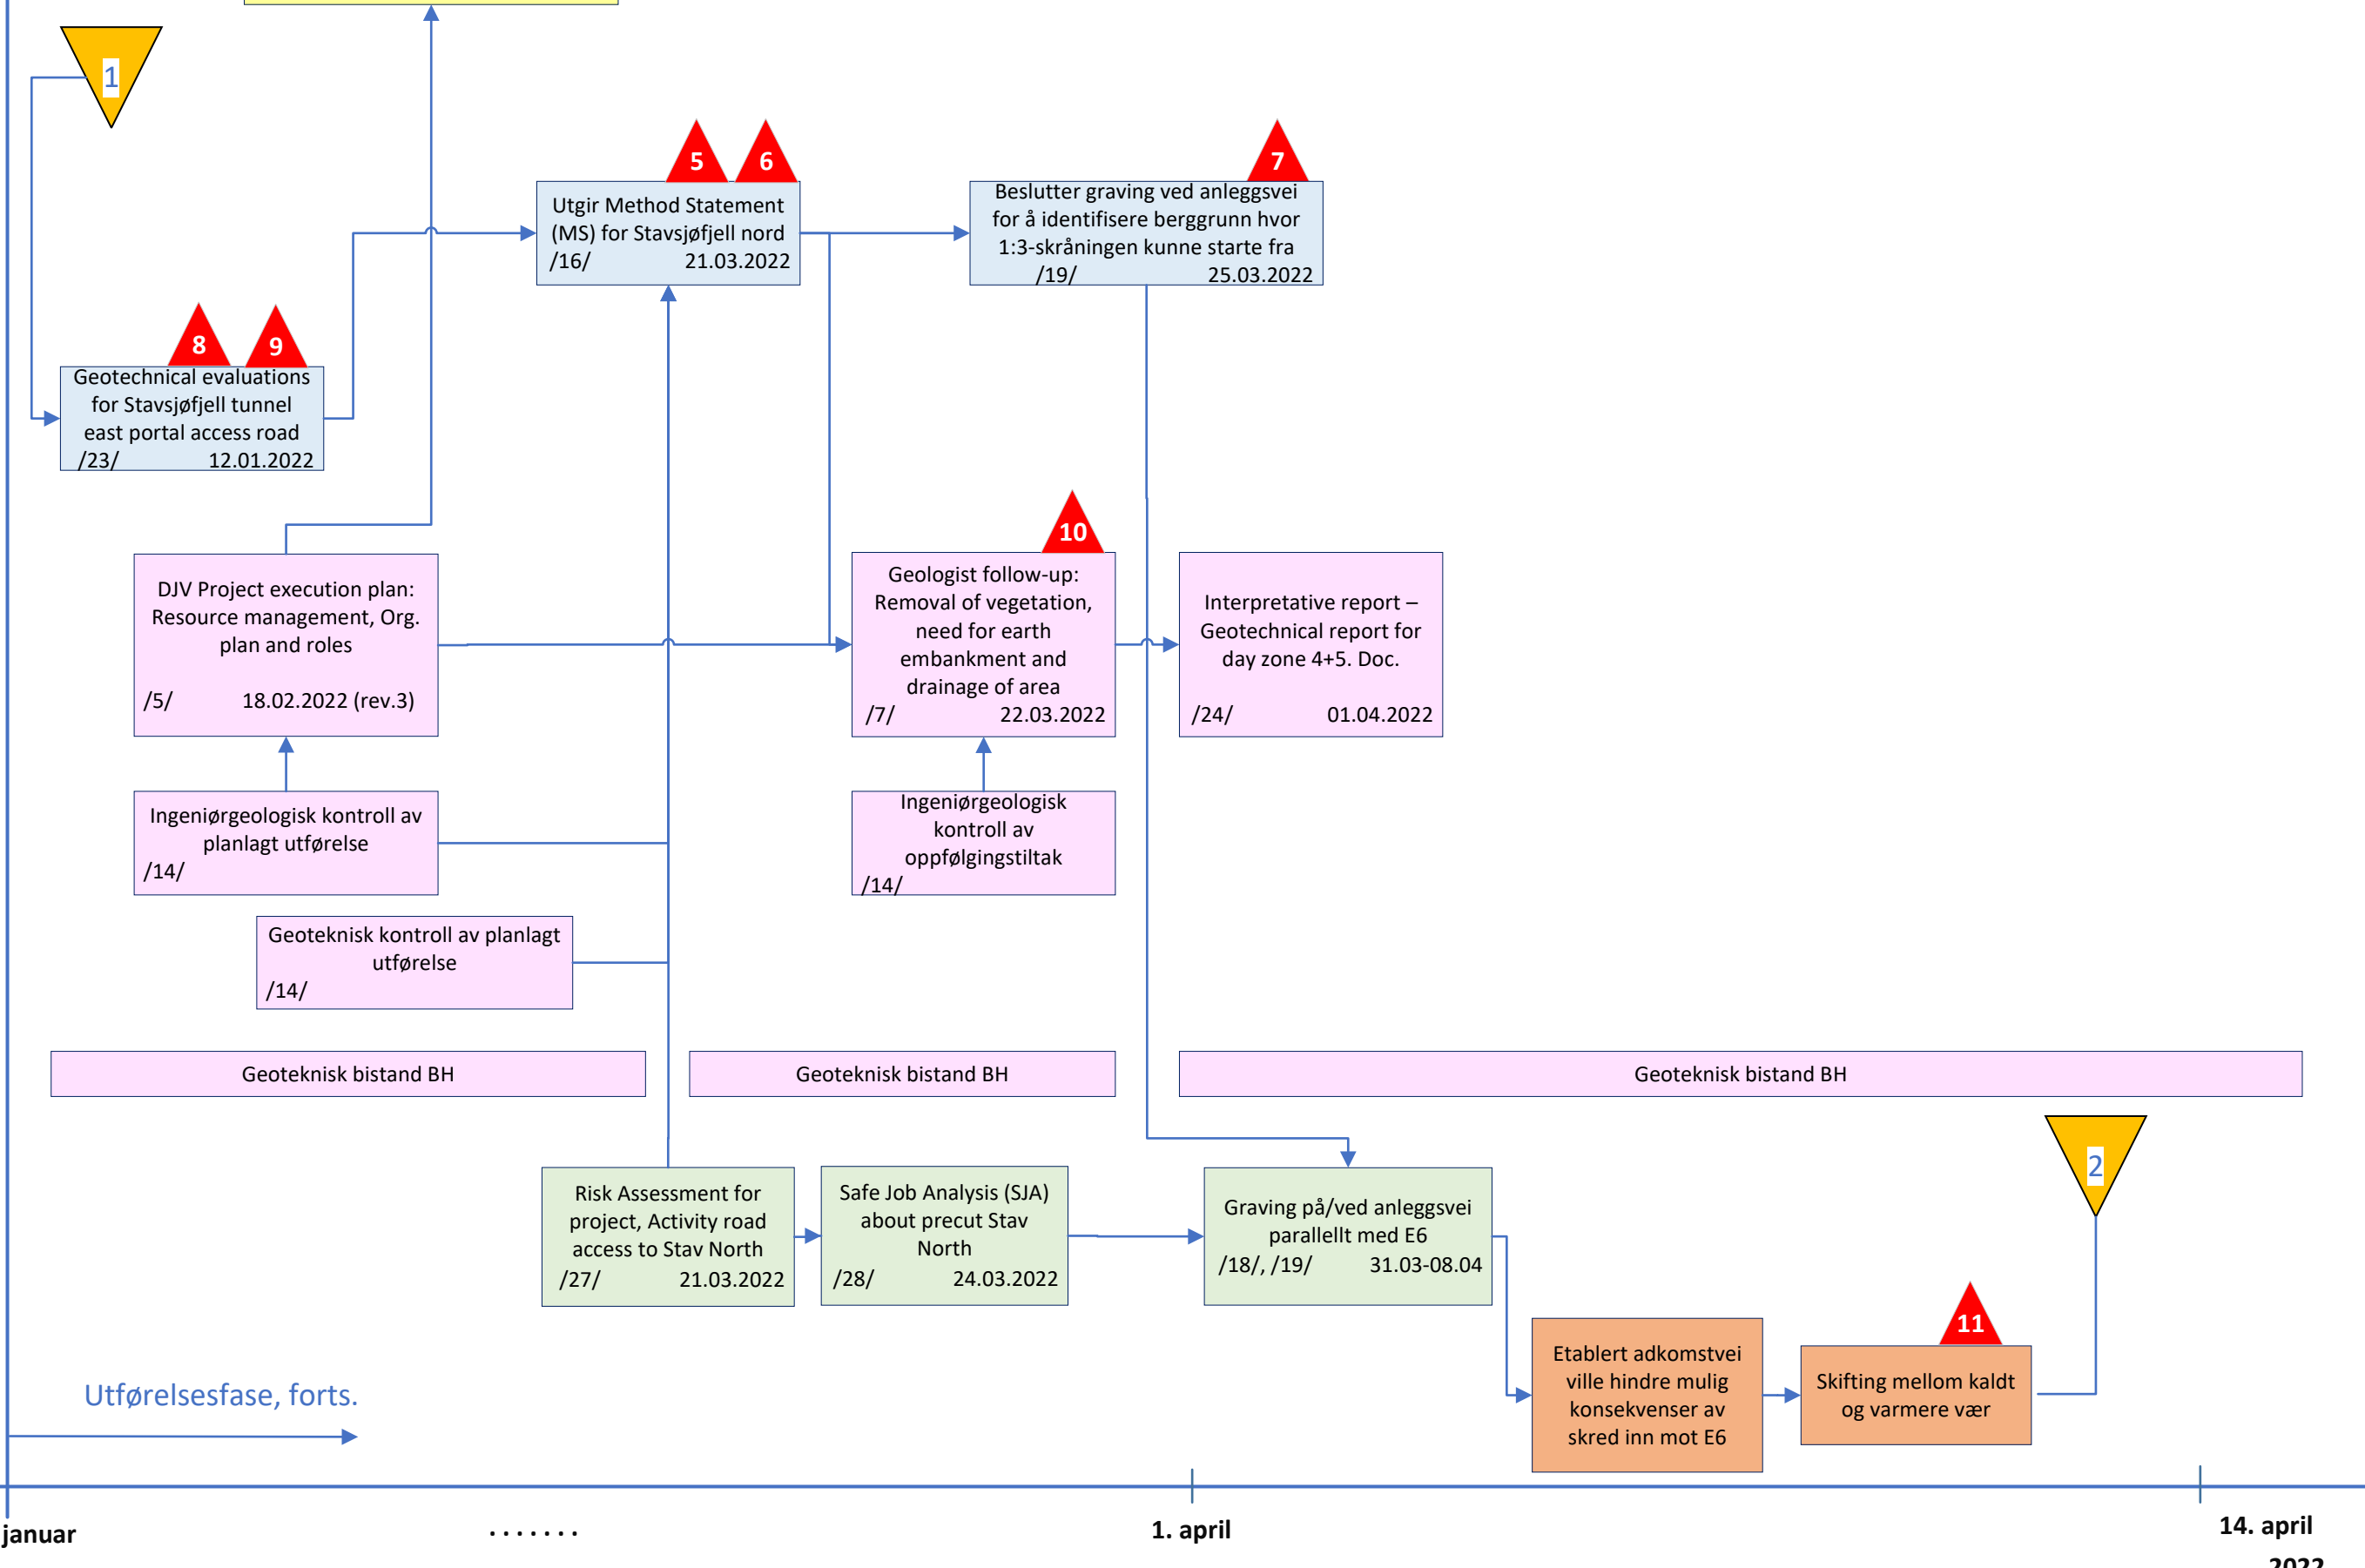 1
5
6
7
Utgir Method Statement
(MS) for Stavsjøfjell nord
/16/ 21.03.2022
Beslutter graving ved anleggsvei
for å identifisere berggrunn hvor
1:3-skråningen kunne starte fra
/19/ 25.03.2022
8
9
Geotechnical evaluations
for Stavsjøfjell tunnel
east portal access road
/23/ 12.01.2022
10
DJV Project execution plan:
Resource management, Org.
plan and roles
/5/ 18.02.2022 (rev.3)
Geologist follow-up:
Removal of vegetation,
need for earth
embankment and
drainage of area
/7/ 22.03.2022
Interpretative report –
Geotechnical report for
day zone 4+5. Doc.
/24/ 01.04.2022
Ingeniørgeologisk kontroll av
planlagt utførelse
/14/
Ingeniørgeologisk
kontroll av
oppfølgingstiltak
/14/
Geoteknisk kontroll av planlagt
utførelse
/14/
Geoteknisk bistand BH
Geoteknisk bistand BH
Geoteknisk bistand BH
2
Risk Assessment for
project, Activity road
access to Stav North
/27/ 21.03.2022
Safe Job Analysis (SJA)
about precut Stav
North
/28/ 24.03.2022
Graving på/ved anleggsvei
parallellt med E6
/18/, /19/ 31.03-08.04
11
Etablert adkomstvei
ville hindre mulig
konsekvenser av
skred inn mot E6
Skifting mellom kaldt
og varmere vær
Utførelsesfase, forts.
januar
.......
1. april
14. april
2022